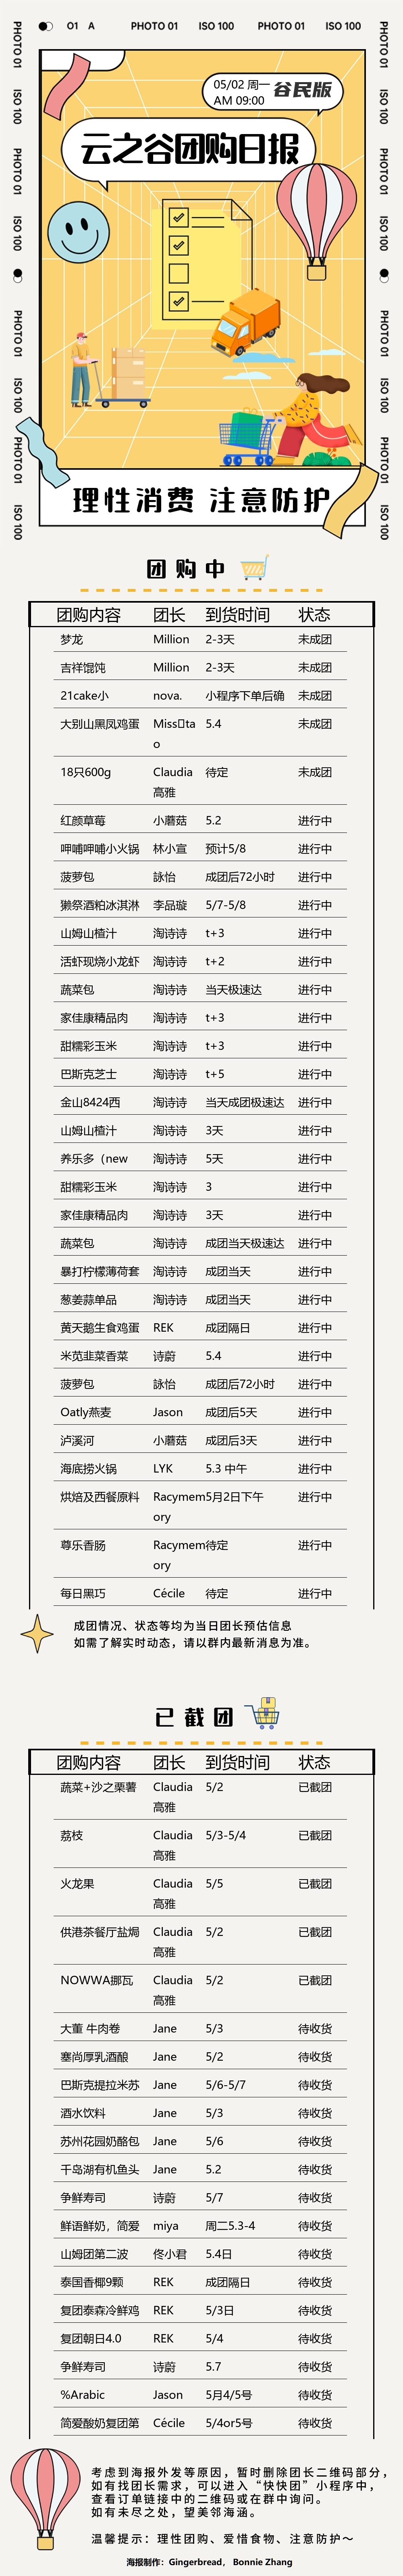 O1 A PHOTO 01 ISO 100 PHOTO 01 ISO 100
PHOTO 01 ISO 100 PHOTO 01 ISO 100 PHOTO 01 ISO 100 PHOTO 01 ISO 100
PHOTO 01 ISO 100 PHOTO 01 ISO 100 PHOTO 01 ISO 100 PHOTO 01 ISO 100
05/02 周一 谷民版
AM 09:00
云之谷团购日报
理性消费 注意防护
团购中
团购内容 团长 到货时间 状态
梦龙 Million 2-3天 未成团
吉祥馄饨 Million 2-3天 未成团
21cake小 nova. 小程序下单后确 未成团
大别山黑凤鸡蛋 Miss▯ta 5.4 未成团
o
18只600g Claudia 待定 未成团
高雅
红颜草莓 小蘑菇 5.2 进行中
呷哺呷哺小火锅 林小宣 预计5/8 进行中
菠萝包 詠怡 成团后72小时 进行中
獭祭酒粕冰淇淋 李品璇 5/7-5/8 进行中
山姆山楂汁 淘诗诗 t+3 进行中
活虾现烧小龙虾 淘诗诗 t+2 进行中
蔬菜包 淘诗诗 当天极速达 进行中
家佳康精品肉 淘诗诗 t+3 进行中
甜糯彩玉米 淘诗诗 t+3 进行中
巴斯克芝士 淘诗诗 t+5 进行中
金山8424西 淘诗诗 当天成团极速达 进行中
山姆山楂汁 淘诗诗 3天 进行中
养乐多（new 淘诗诗 5天 进行中
甜糯彩玉米 淘诗诗 3 进行中
家佳康精品肉 淘诗诗 3天 进行中
蔬菜包 淘诗诗 成团当天极速达 进行中
暴打柠檬薄荷套 淘诗诗 成团当天 进行中
葱姜蒜单品 淘诗诗 成团当天 进行中
黄天鹅生食鸡蛋 REK 成团隔日 进行中
米苋韭菜香菜 诗蔚 5.4 进行中
菠萝包 詠怡 成团后72小时 进行中
Oatly燕麦 Jason 成团后5天 进行中
泸溪河 小蘑菇 成团后3天 进行中
海底捞火锅 LYK 5.3 中午 进行中
烘焙及西餐原料 Racymem 5月2日下午 进行中
ory
尊乐香肠 Racymem 待定 进行中
ory
每日黑巧 Cécile 待定 进行中
成团情况、状态等均为当日团长预估信息
如需了解实时动态，请以群内最新消息为准。
已截团
团购内容 团长 到货时间 状态
蔬菜+沙之栗薯 Claudia 5/2 已截团
高雅
荔枝 Claudia 5/3-5/4 已截团
高雅
火龙果 Claudia 5/5 已截团
高雅
供港茶餐厅盐焗 Claudia 5/2 已截团
高雅
NOWWA挪瓦 Claudia 5/2 已截团
高雅
大董 牛肉卷 Jane 5/3 待收货
塞尚厚乳酒酿 Jane 5/2 待收货
巴斯克提拉米苏 Jane 5/6-5/7 待收货
酒水饮料 Jane 5/3 待收货
苏州花园奶酪包 Jane 5/6 待收货
千岛湖有机鱼头 Jane 5.2 待收货
争鲜寿司 诗蔚 5/7 待收货
鲜语鲜奶，简爱 miya 周二5.3-4 待收货
山姆团第二波 佟小君 5.4日 待收货
泰国香椰9颗 REK 成团隔日 待收货
复团泰森冷鲜鸡 REK 5/3日 待收货
复团朝日4.0 REK 5/4 待收货
争鲜寿司 诗蔚 5.7 待收货
%Arabic Jason 5月4/5号 待收货
简爱酸奶复团第 Cécile 5/4or5号 待收货
考虑到海报外发等原因，暂时删除团长二维码部分，
如有找团长需求，可以进入“快快团”小程序中，
查看订单链接中的二维码或在群中询问。
如有未尽之处，望美邻海涵。
温馨提示：理性团购、爱惜食物、注意防护～
海报制作：Gingerbread， Bonnie Zhang